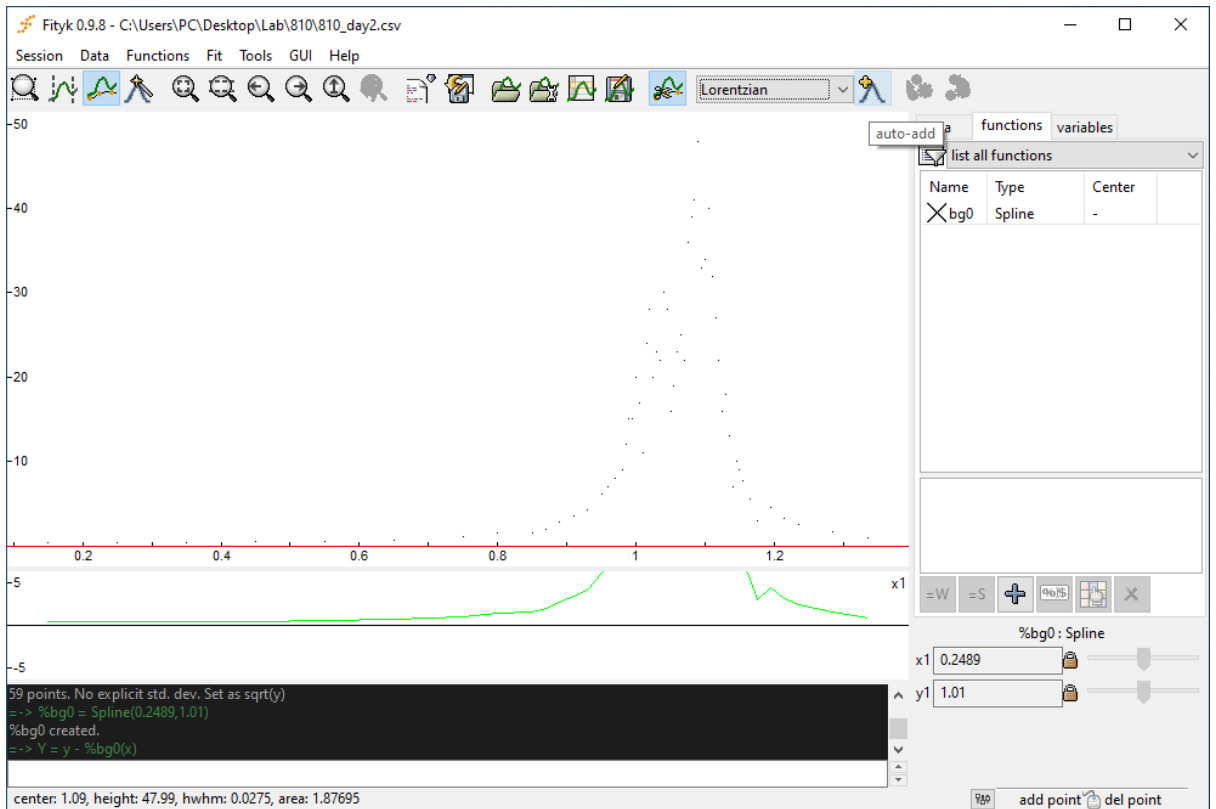 Fityk 0.9.8 - C:\Users\PC\Desktop\Lab\810\810_day2.csv
Session Data Functions Fit Tools GUI Help
Lorentzian
auto-add
a functions variables
list all functions
Name Type Center
bg0 Spline -
50
40
30
20
10
0.2 0.4 0.6 0.8 1 1.2
5
x1
-5
=W =S %$
%bg0 : Spline
x1 0.2489
y1 1.01
59 points. No explicit std. dev. Set as sqrt(y)
=-> %bg0 = Spline(0.2489,1.01)
%bg0 created.
=-> Y = y - %bg0(x)
center: 1.09, height: 47.99, hwhm: 0.0275, area: 1.87695
add point del point